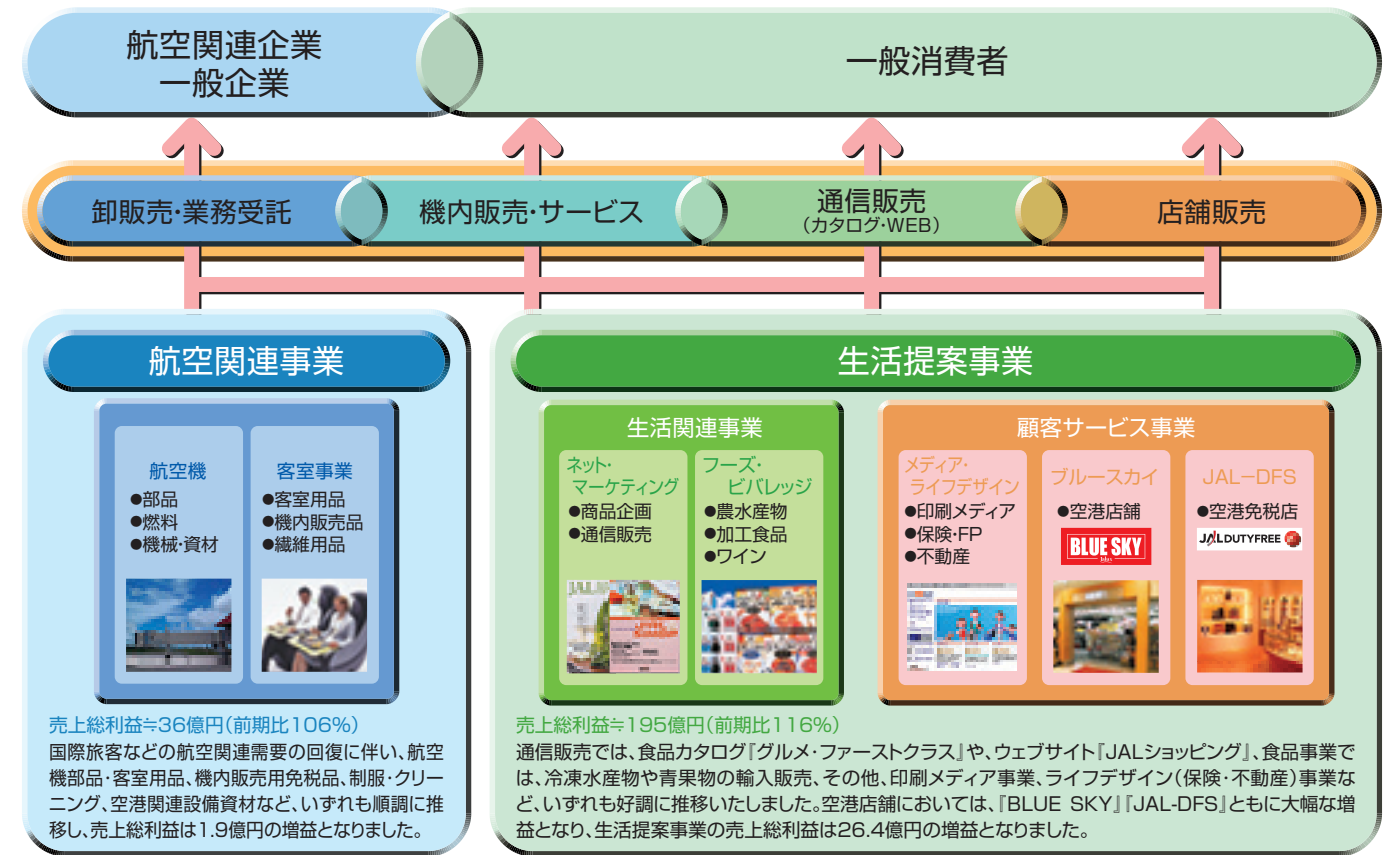 航空関連企業
一般企業
一般消費者
卸販売・業務受託
機内販売・サービス
通信販売
(カタログ・WEB)
店舗販売
航空関連事業
航空機
●部品
●燃料
●機械・資材
客室事業
●客室用品
●機内販売品
●繊維用品
売上総利益≒36億円(前期比106%)
国際旅客などの航空関連需要の回復に伴い、航空
機部品・客室用品、機内販売用免税品、制服・クリー
ニング、空港関連設備資材など、いずれも順調に推
移し、売上総利益は1.9億円の増益となりました。
生活提案事業
生活関連事業
ネット・
マーケティング
●商品企画
●通信販売
フーズ・
ビバレッジ
●農水産物
●加工食品
●ワイン
顧客サービス事業
メディア・
ライフデザイン
●印刷メディア
●保険・FP
●不動産
ブルースカイ
●空港店舗
BLUE SKY
JAL－DFS
●空港免税店
JAL DUTYFREE
売上総利益≒195億円(前期比116%)
通信販売では、食品カタログ『グルメ・ファーストクラス』や、ウェブサイト『JALショッピング』、食品事業で
は、冷凍水産物や青果物の輸入販売、その他、印刷メディア事業、ライフデザイン(保険・不動産)事業な
ど、いずれも好調に推移いたしました。空港店舗においては、『BLUE SKY』『JAL-DFS』ともに大幅な増
益となり、生活提案事業の売上総利益は26.4億円の増益となりました。